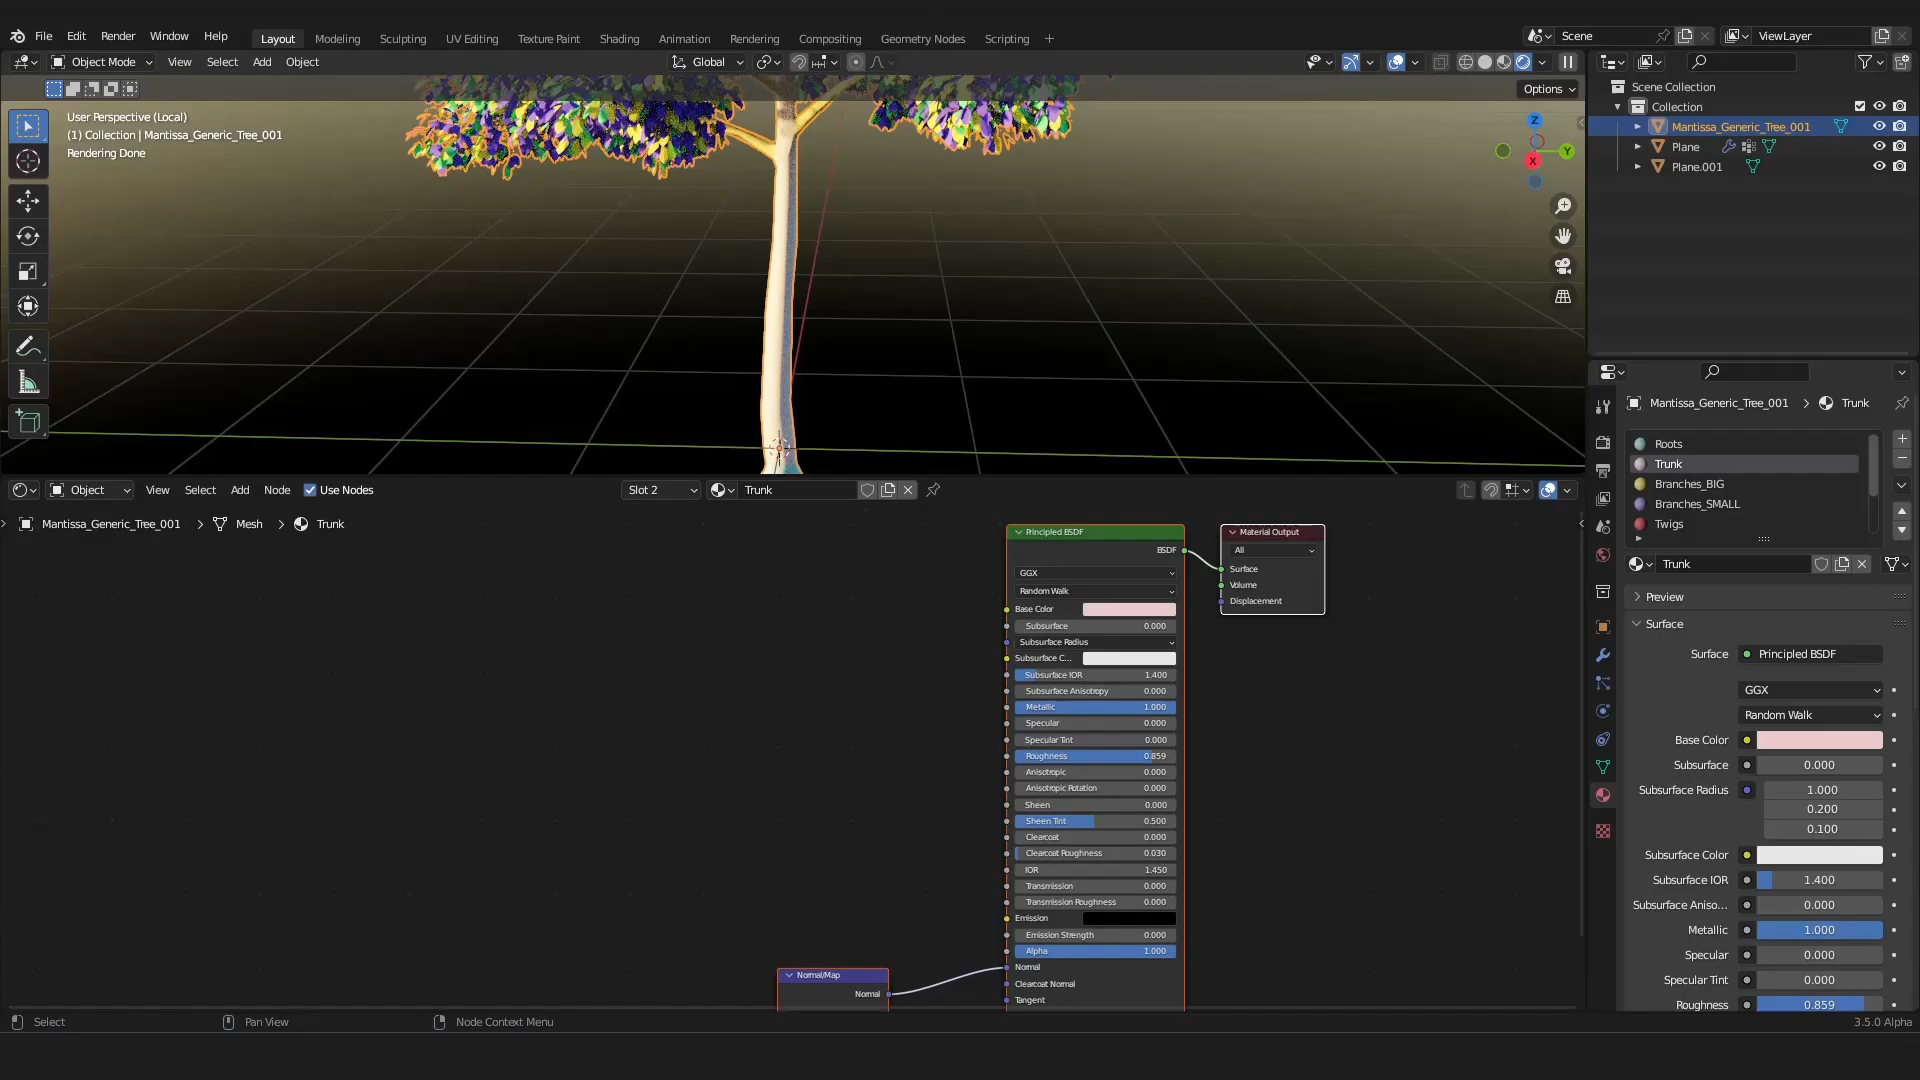 File Edit Render Window Help Layout Modeling Sculpting UV Editing Texture Paint Shading Animation Rendering Compositing Geometry Nodes Scripting + Scene ViewLayer
Object Mode View Select Add Object Global
Options
User Perspective (Local)
(1) Collection | Mantissa_Generic_Tree_001
Rendering Done
Z
Y
X
Scene Collection
Collection
Mantissa_Generic_Tree_001
Plane
Plane.001
Object View Select Add Node Use Nodes Slot 2 Trunk
Mantissa_Generic_Tree_001 > Mesh > Trunk
Principled BSDF
BSDF
GGX
Random Walk
Base Color
Subsurface 0.000
Subsurface Radius
Subsurface C...
Subsurface IOR 1.400
Subsurface Anisotropy 0.000
Metallic 1.000
Specular 0.000
Specular Tint 0.000
Roughness 0.859
Anisotropic 0.000
Anisotropic Rotation 0.000
Sheen 0.000
Sheen Tint 0.500
Clearcoat 0.000
Clearcoat Roughness 0.030
IOR 1.450
Transmission 0.000
Transmission Roughness 0.000
Emission
Emission Strength 0.000
Alpha 1.000
Normal
Clearcoat Normal
Tangent
Material Output
All
Surface
Volume
Displacement
Normal/Map
Normal
Mantissa_Generic_Tree_001 > Trunk
Roots
Trunk
Branches_BIG
Branches_SMALL
Twigs
Trunk
Preview
Surface
Surface Principled BSDF
GGX
Random Walk
Base Color
Subsurface 0.000
Subsurface Radius 1.000
0.200
0.100
Subsurface Color
Subsurface IOR 1.400
Subsurface Aniso... 0.000
Metallic 1.000
Specular 0.000
Specular Tint 0.000
Roughness 0.859
Select Pan View Node Context Menu 3.5.0 Alpha